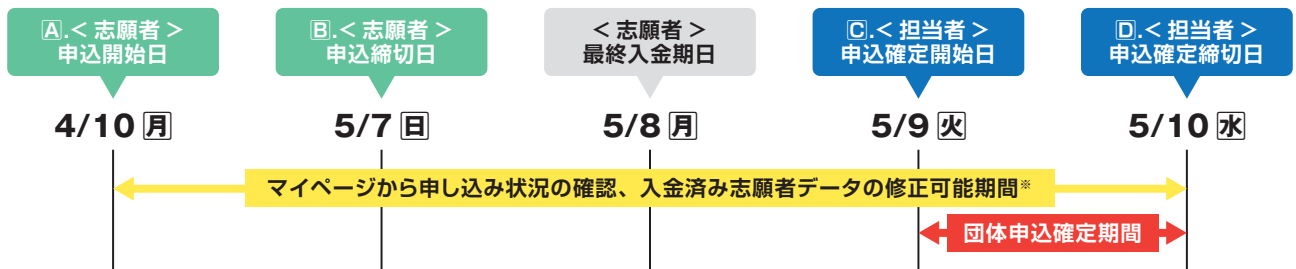 🄰.< 志願者 >
申込開始日
🄱.< 志願者 >
申込締切日
< 志願者 >
最終入金期日
🄲.< 担当者 >
申込確定開始日
🄳.< 担当者 >
申込確定締切日
4/10 月
5/7 日
5/8 月
5/9 火
5/10 水
マイページから申し込み状況の確認、入金済み志願者データの修正可能期間※
団体申込確定期間